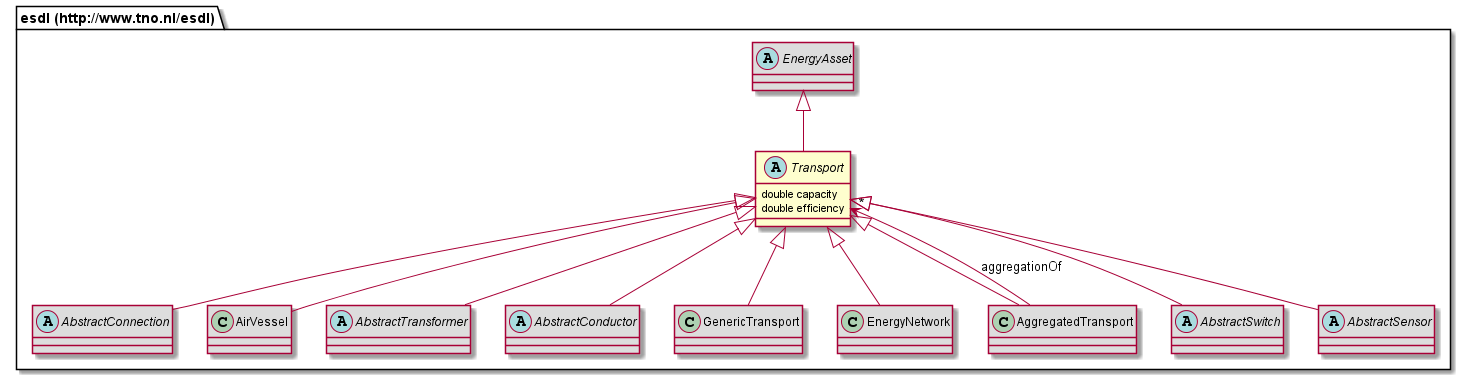 esdl (http://www.tno.nl/esdl)
A EnergyAsset
A Transport
double capacity
double efficiency
*
aggregationOf
A AbstractConnection
C AirVessel
A AbstractTransformer
A AbstractConductor
C GenericTransport
C EnergyNetwork
C AggregatedTransport
A AbstractSwitch
A AbstractSensor